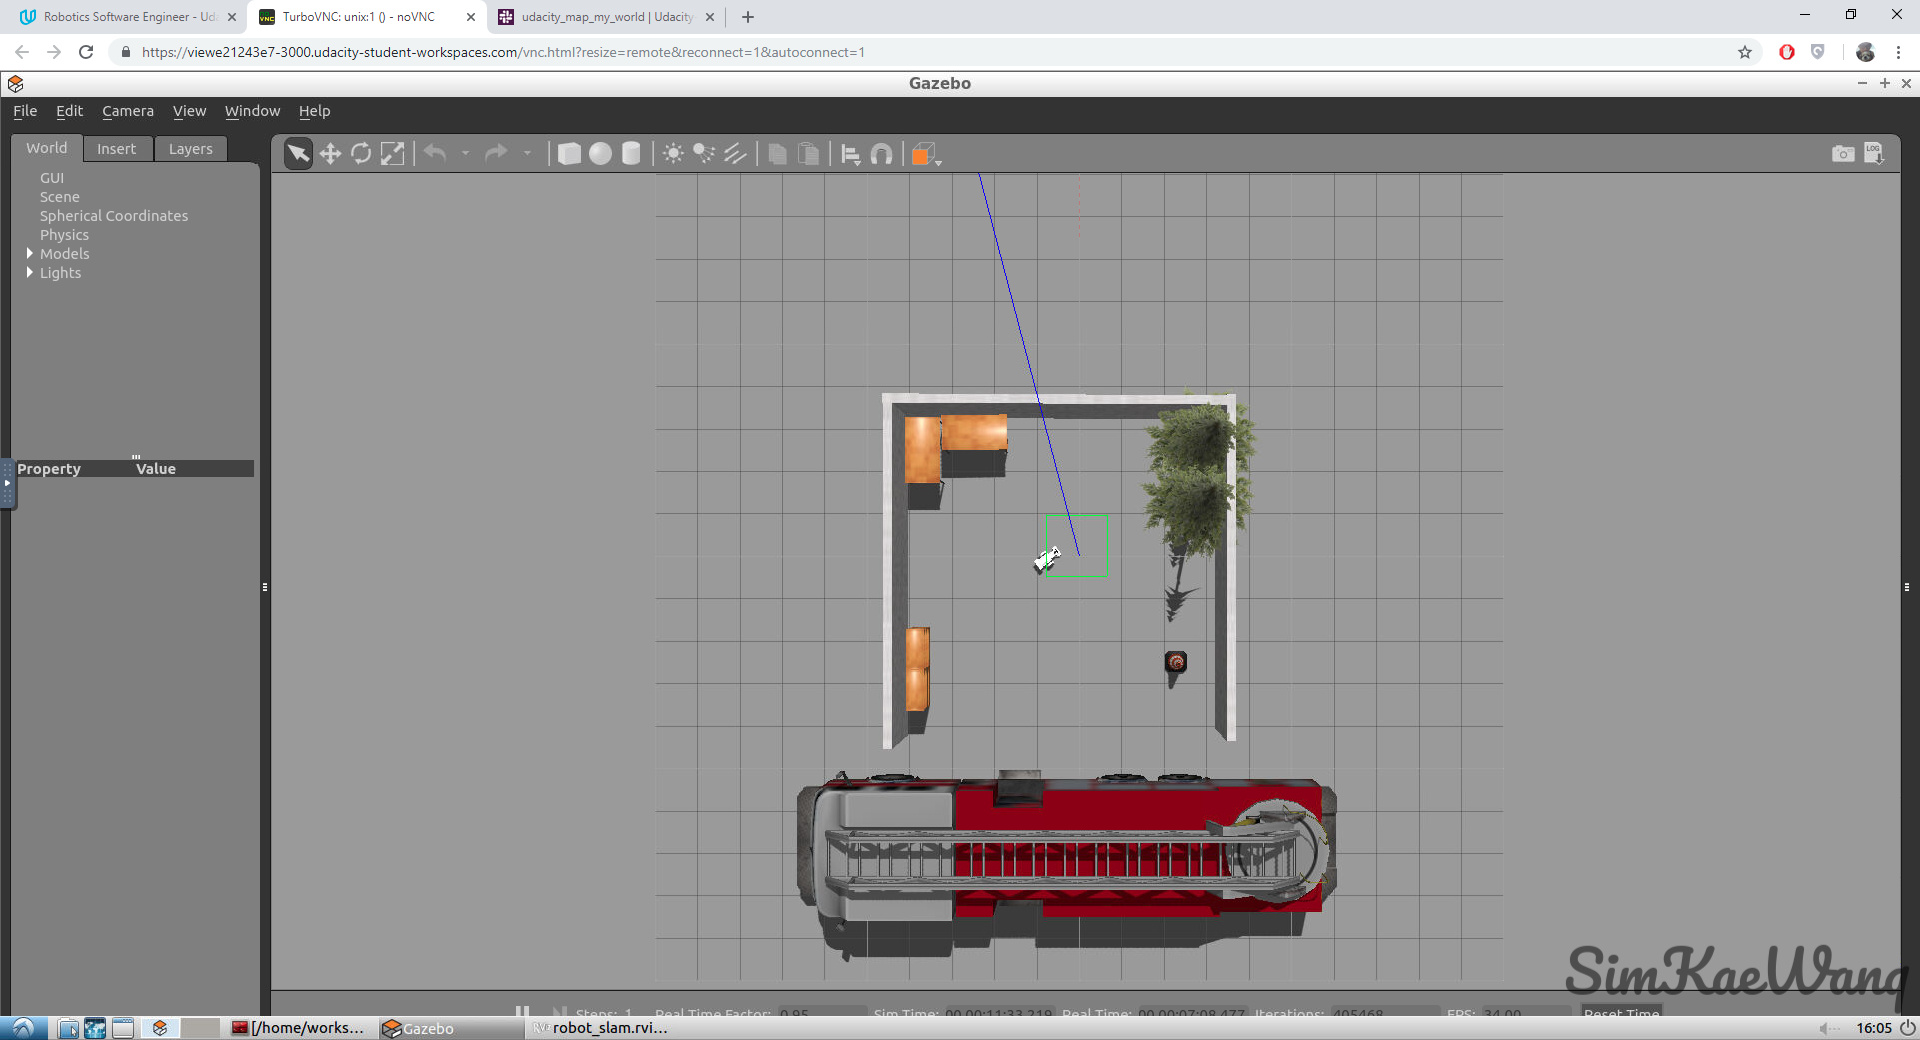 Robotics Software Engineer - Uda
TurboVNC: unix:1 () - noVNC
udacity_map_my_world | Udacity
https://viewe21243e7-3000.udacity-student-workspaces.com/vnc.html?resize=remote&reconnect=1&autoconnect=1
Gazebo
File Edit Camera View Window Help
World Insert Layers
LOG
GUI
Scene
Spherical Coordinates
Physics
Models
Lights
Property Value
SimKaeWang
Steps: 1 Real Time Factor: 0.95 Sim Time: 00 00:11:33.219 Real Time: 00 00:07:08.477 Iterations: 405468 FPS: 34.00 Reset Time
[/home/works...
Gazebo
robot_slam.rvi...
16:05